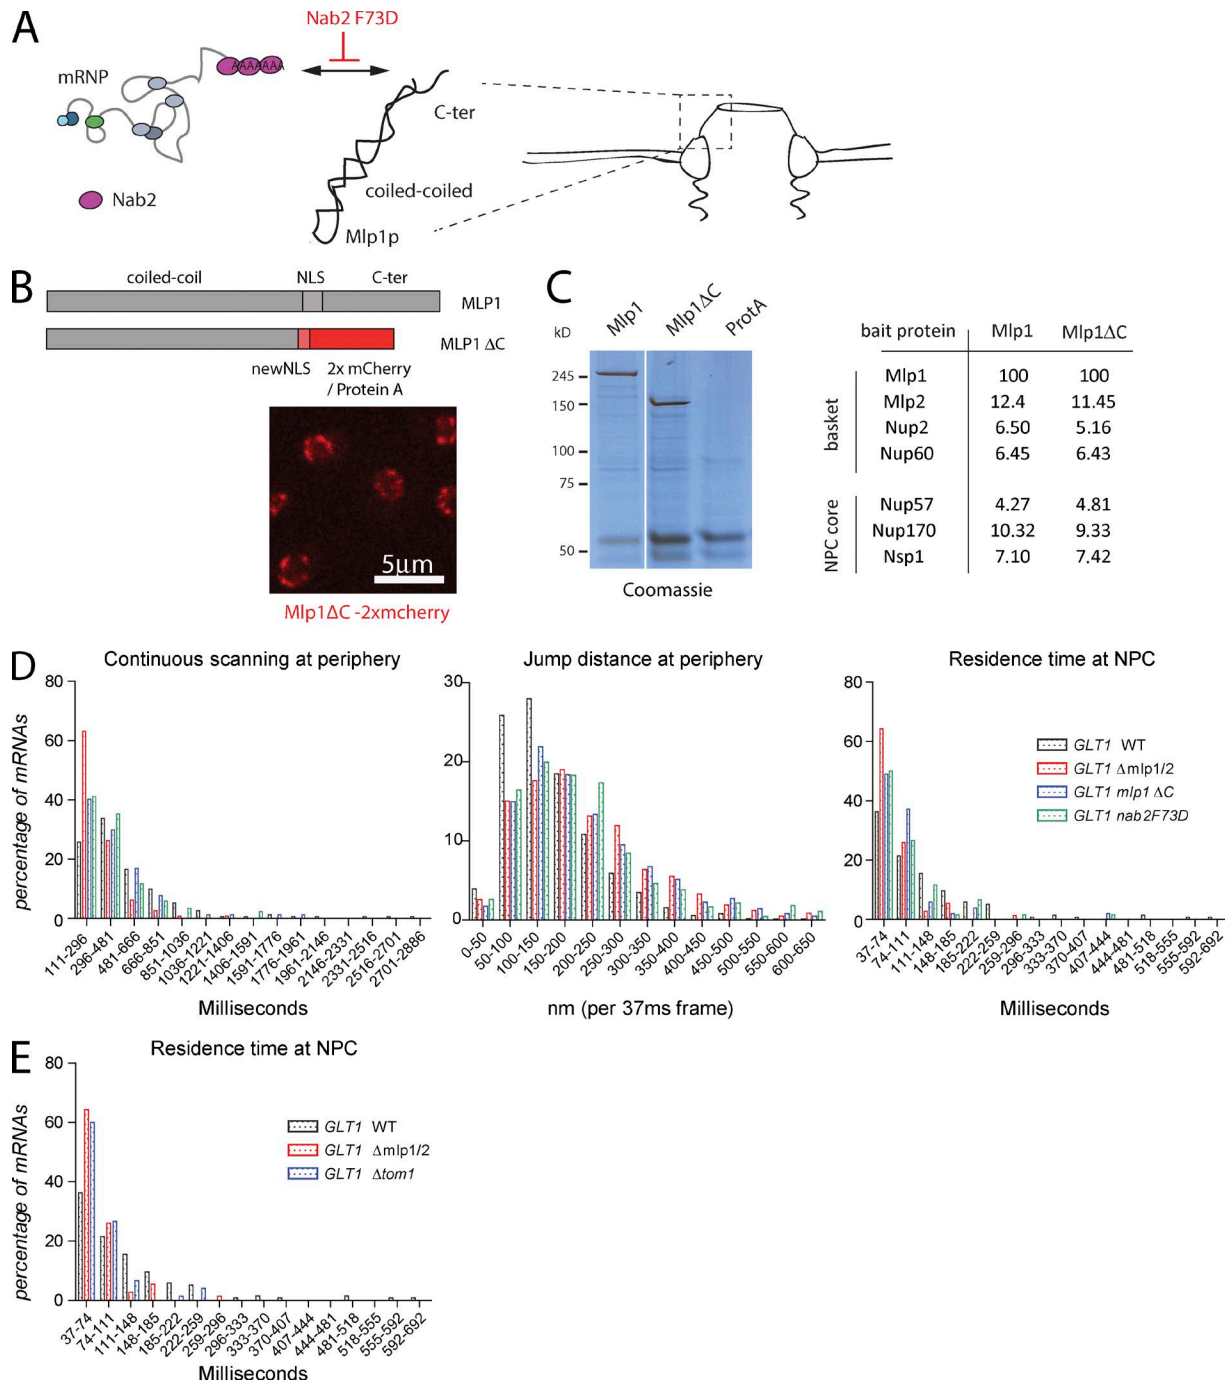 A
Nab2 F73D
mRNP
AAAAAAA
C-ter
coiled-coiled
Nab2
Mlp1p
B
coiled-coil NLS C-ter
MLP1
MLP1 ΔC
newNLS 2x mCherry
/ Protein A
5µm
Mlp1ΔC -2xmcherry
C
kD Mlp1 Mlp1ΔC ProtA
245
150
100
75
50
Coomassie
bait protein Mlp1 Mlp1ΔC
basket
Mlp1 100 100
Mlp2 12.4 11.45
Nup2 6.50 5.16
Nup60 6.45 6.43
NPC core
Nup57 4.27 4.81
Nup170 10.32 9.33
Nsp1 7.10 7.42
D
Continuous scanning at periphery
percentage of mRNAs
80
60
40
20
0
111-296
296-481
481-666
666-851
851-1036
1036-1221
1221-1406
1406-1591
1591-1776
1776-1961
1961-2146
2146-2331
2331-2516
2516-2701
2701-2886
Milliseconds
Jump distance at periphery
30
20
10
0
0-50
50-100
100-150
150-200
200-250
250-300
300-350
350-400
400-450
450-500
500-550
550-600
600-650
nm (per 37ms frame)
Residence time at NPC
80
60
40
20
0
GLT1 WT
GLT1 Δmlp1/2
GLT1 mlp1 ΔC
GLT1 nab2F73D
37-74
74-111
111-148
148-185
185-222
222-259
259-296
296-333
333-370
370-407
407-444
444-481
481-518
518-555
555-592
592-692
Milliseconds
E
Residence time at NPC
percentage of mRNAs
80
60
40
20
0
GLT1 WT
GLT1 Δmlp1/2
GLT1 Δtom1
37-74
74-111
111-148
148-185
185-222
222-259
259-296
296-333
333-370
370-407
407-444
444-481
481-518
518-555
555-592
592-692
Milliseconds